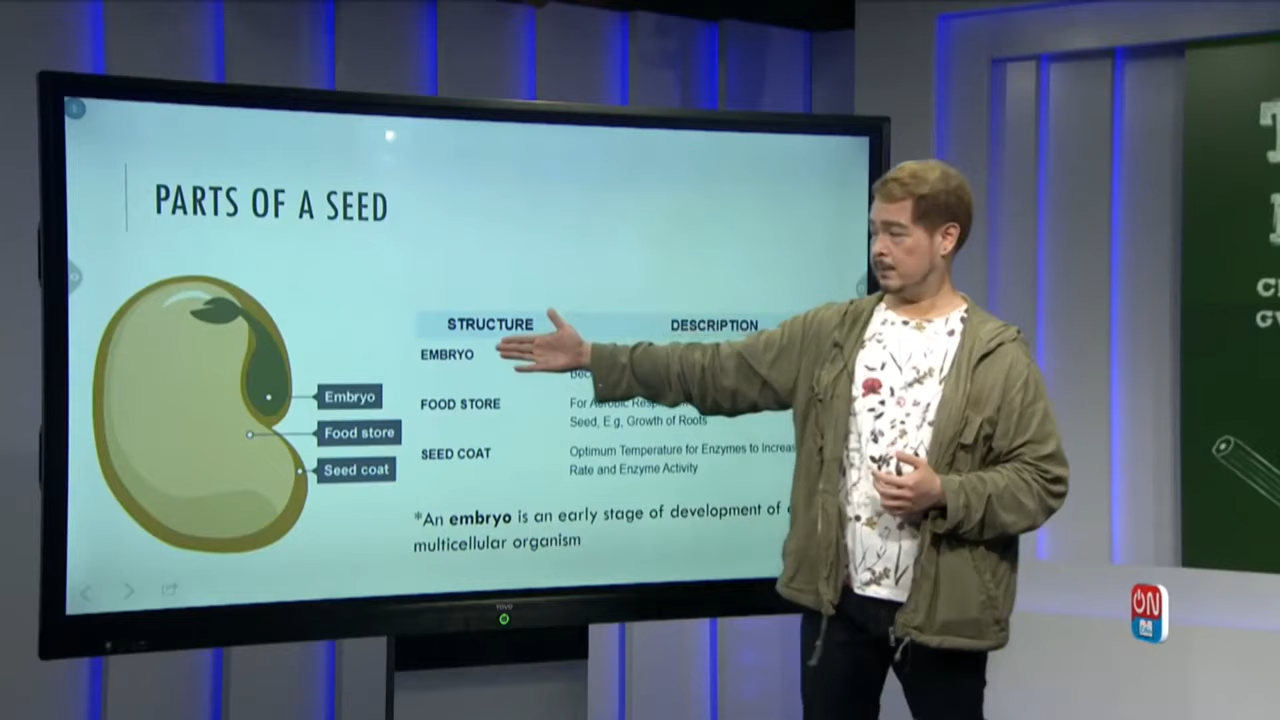 PARTS OF A SEED
STRUCTURE DESCRIPTION
EMBRYO
FOOD STORE For Aerobic
Seed, E.g, Growth of Roots
SEED COAT Optimum Temperature for Enzymes to
Rate and Enzyme Activity
Embryo
Food store
Seed coat
*An embryo is an early stage of development of
multicellular organism
ON